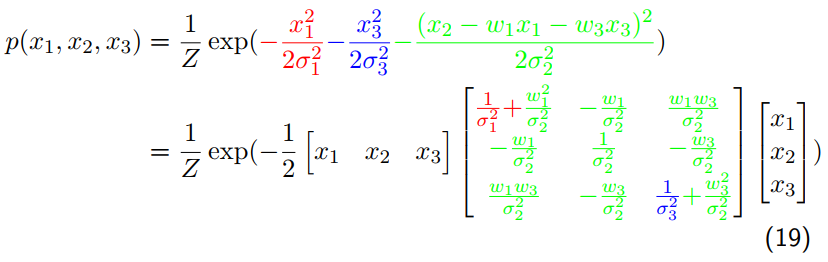 $p(x_1, x_2, x_3) = \frac{1}{Z} \exp(-\frac{x_1^2}{2\sigma_1^2} - \frac{x_3^2}{2\sigma_3^2} - \frac{(x_2 - w_1 x_1 - w_3 x_3)^2}{2\sigma_2^2})$
$= \frac{1}{Z} \exp(-\frac{1}{2} \begin{bmatrix} x_1 & x_2 & x_3 \end{bmatrix} \begin{bmatrix} \frac{1}{\sigma_1^2} + \frac{w_1^2}{\sigma_2^2} & -\frac{w_1}{\sigma_2^2} & \frac{w_1 w_3}{\sigma_2^2} \\ -\frac{w_1}{\sigma_2^2} & \frac{1}{\sigma_2^2} & -\frac{w_3}{\sigma_2^2} \\ \frac{w_1 w_3}{\sigma_2^2} & -\frac{w_3}{\sigma_2^2} & \frac{1}{\sigma_3^2} + \frac{w_3^2}{\sigma_2^2} \end{bmatrix} \begin{bmatrix} x_1 \\ x_2 \\ x_3 \end{bmatrix})$
(19)